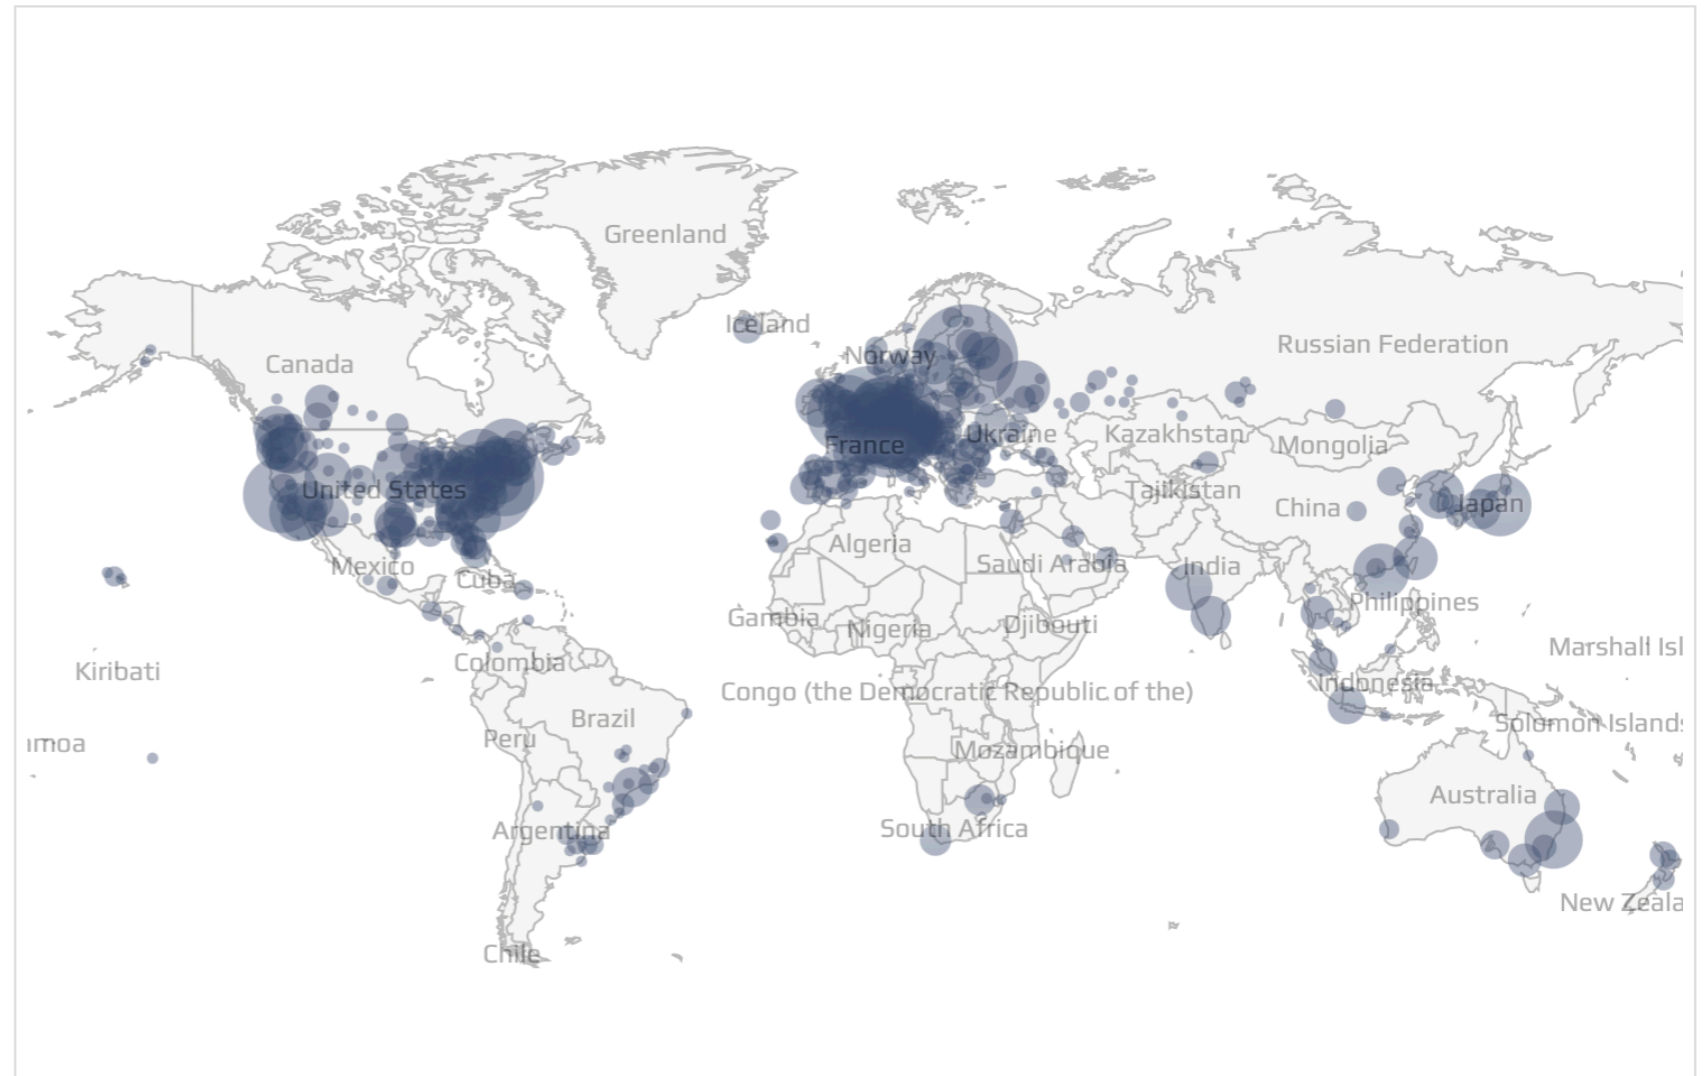 Greenland
Iceland
Canada
Norway
Russian Federation
France
Ukraine
Kazakhstan
Mongolia
United States
Tajikistan
China
Japan
Algeria
Mexico
Cuba
Saudi Arabia
India
Philippines
Gambia
Nigeria
Djibouti
Marshall Isl
Kiribati
Colombia
Indonesia
Congo (the Democratic Republic of the)
Brazil
Solomon Islands
moa
Peru
Mozambique
Australia
Argentina
South Africa
New Zeala
Chile